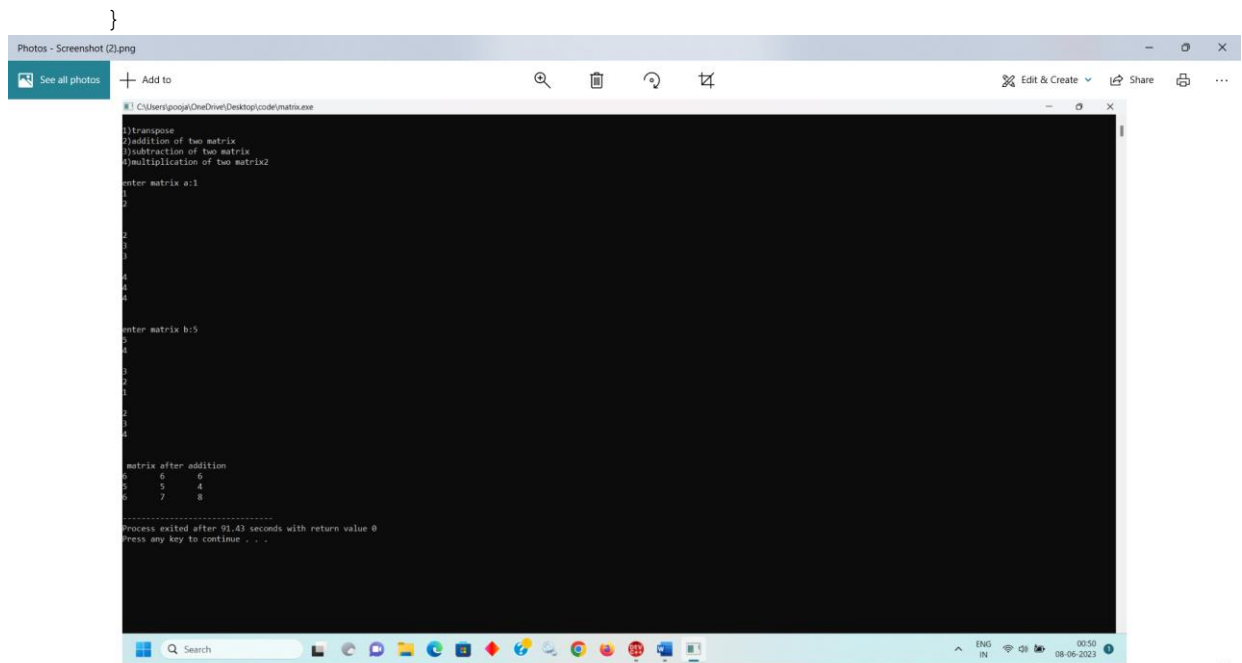 }
Photos - Screenshot (2).png
See all photos
Add to
Edit & Create
Share
C:\Users\pooja\OneDrive\Desktop\code\matrix.exe
1)transpose
2)addition of two matrix
3)subtraction of two matrix
4)multiplication of two matrix2
enter matrix a:1
1
2
2
3
3
4
4
4
enter matrix b:5
5
4
3
2
1
2
3
4
matrix after addition
6 6 6
5 5 4
6 7 8
--------------------------------
Process exited after 91.43 seconds with return value 0
Press any key to continue . . .
Search
ENG
IN
00:50
08-06-2023